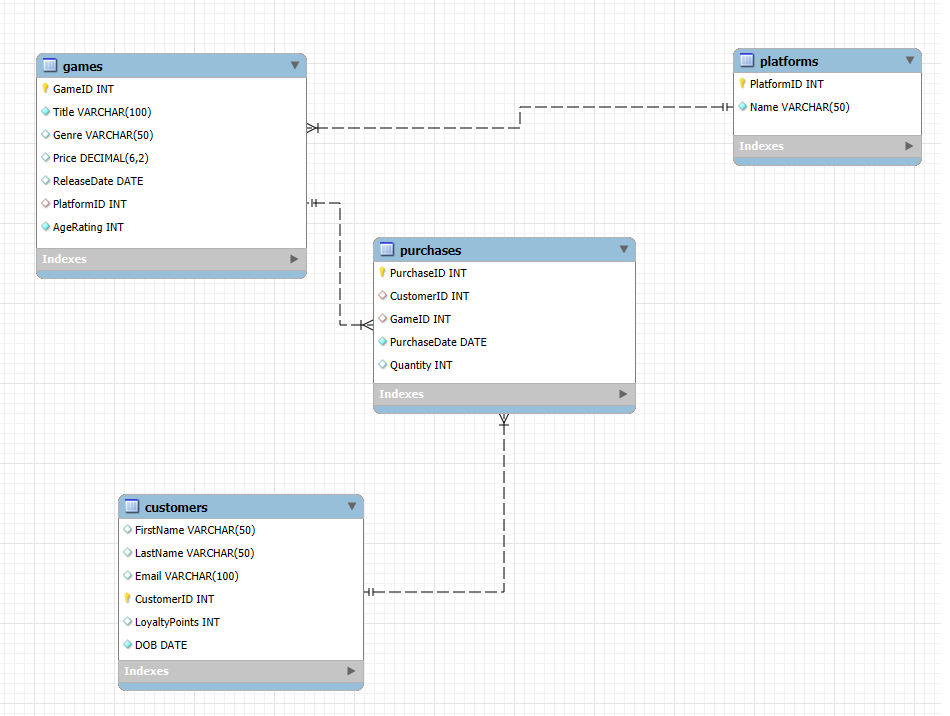 games
GameID INT
Title VARCHAR(100)
Genre VARCHAR(50)
Price DECIMAL(6,2)
ReleaseDate DATE
PlatformID INT
AgeRating INT
Indexes
platforms
PlatformID INT
Name VARCHAR(50)
Indexes
purchases
PurchaseID INT
CustomerID INT
GameID INT
PurchaseDate DATE
Quantity INT
Indexes
customers
FirstName VARCHAR(50)
LastName VARCHAR(50)
Email VARCHAR(100)
CustomerID INT
LoyaltyPoints INT
DOB DATE
Indexes